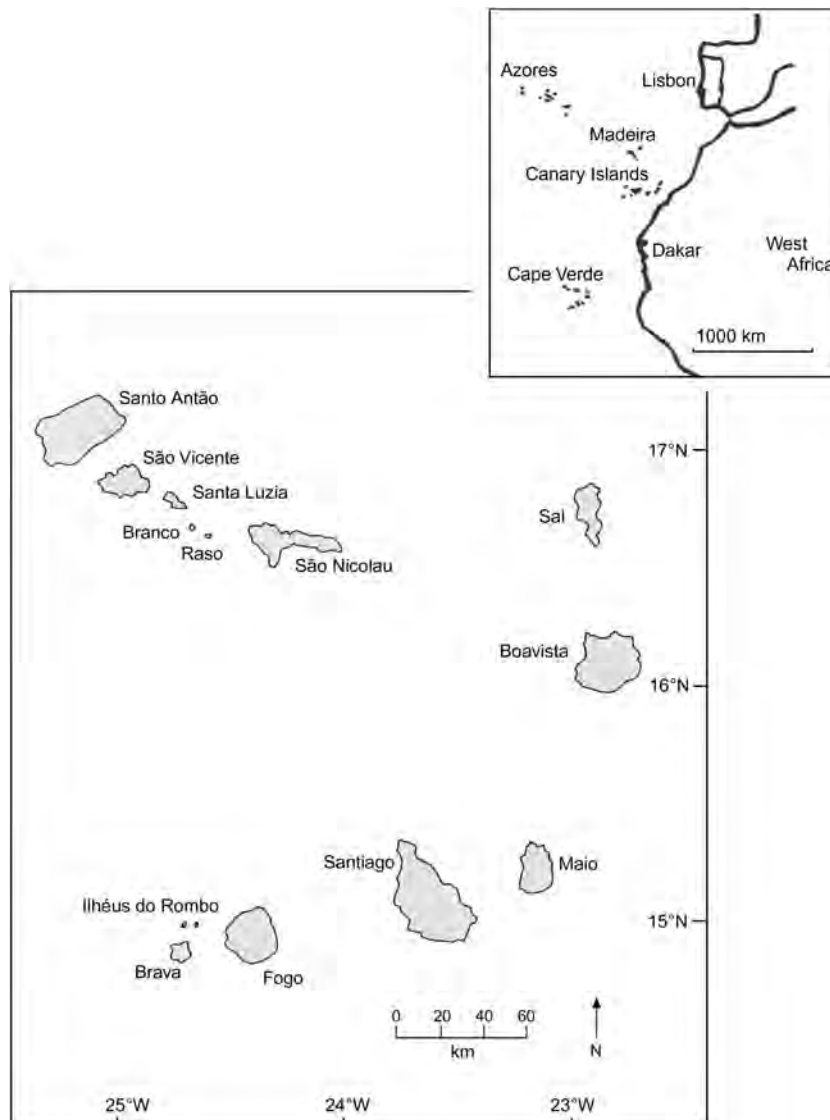 Azores
Lisbon
Madeira
Canary Islands
Dakar
West
Africa
Cape Verde
1000 km
Santo Antão
17°N
São Vicente
Santa Luzia
Sal
Branco
Raso
São Nicolau
Boavista
16°N
Santiago
Maio
Ilhéus do Rombo
15°N
Brava
Fogo
0 20 40 60
km
N
25°W 24°W 23°W